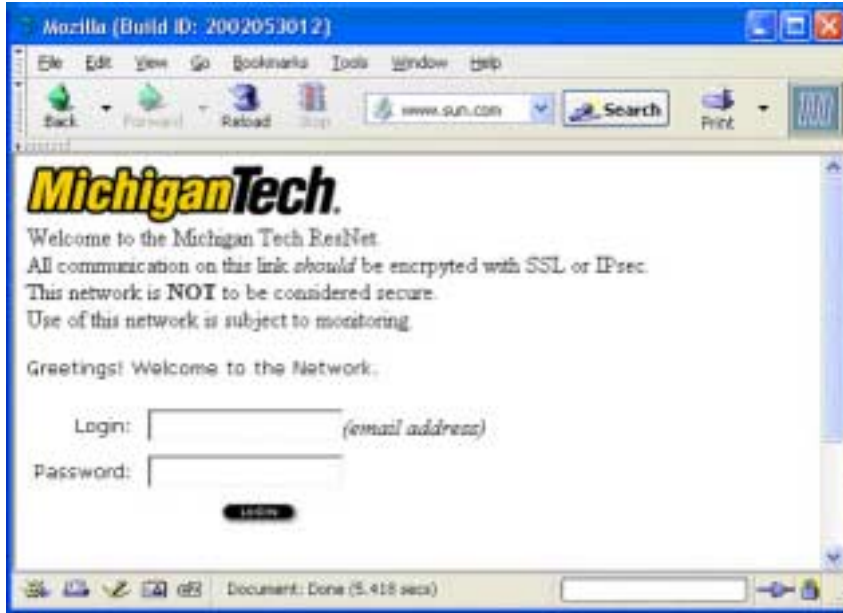 Mozilla {Build ID: 2002053012}
File Edit View Go Bookmarks Tools Window Help
Back Forward Reload Stop www.sun.com Search Print
MichiganTech.
Welcome to the Michigan Tech ResNet.
All communication on this link should be encrpyted with SSL or IPsec.
This network is NOT to be considered secure.
Use of this network is subject to monitoring.
Greetings! Welcome to the Network.
Login: (email address)
Password:
LOGIN
Document: Done (5.418 secs)